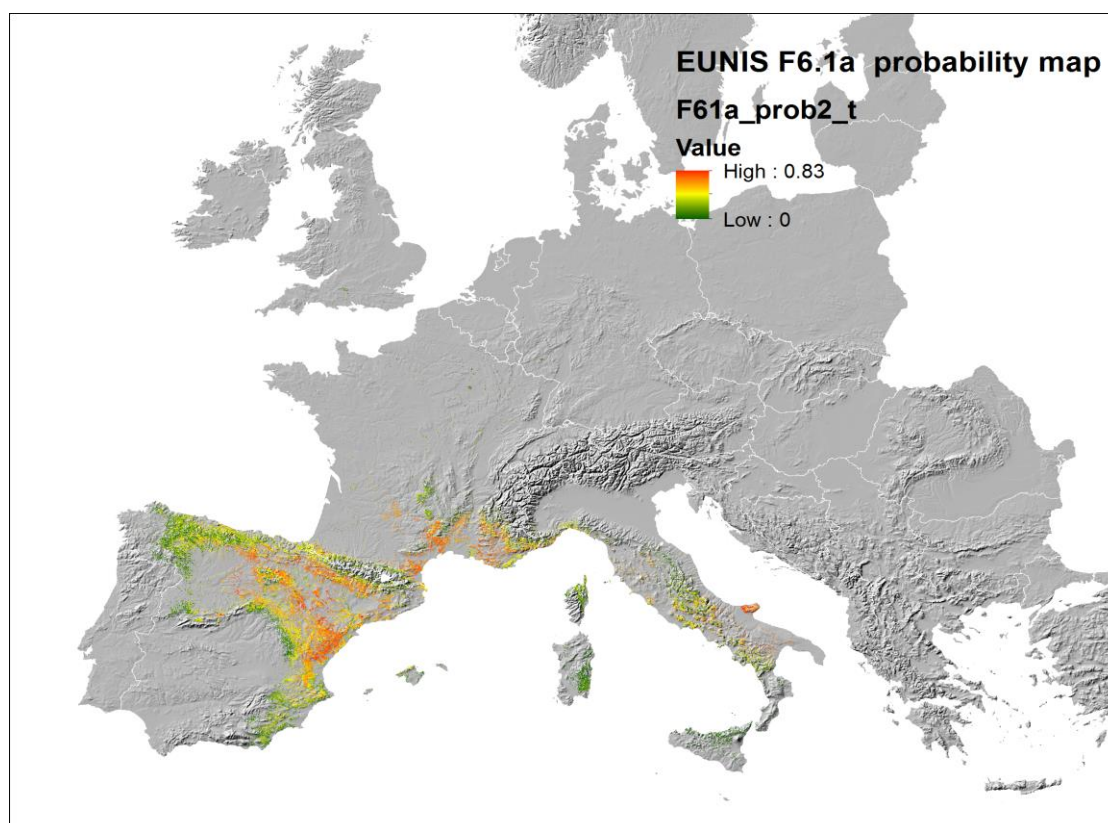 EUNIS F6.1a probability map
F61a_prob2_t
Value
High : 0.83
Low : 0